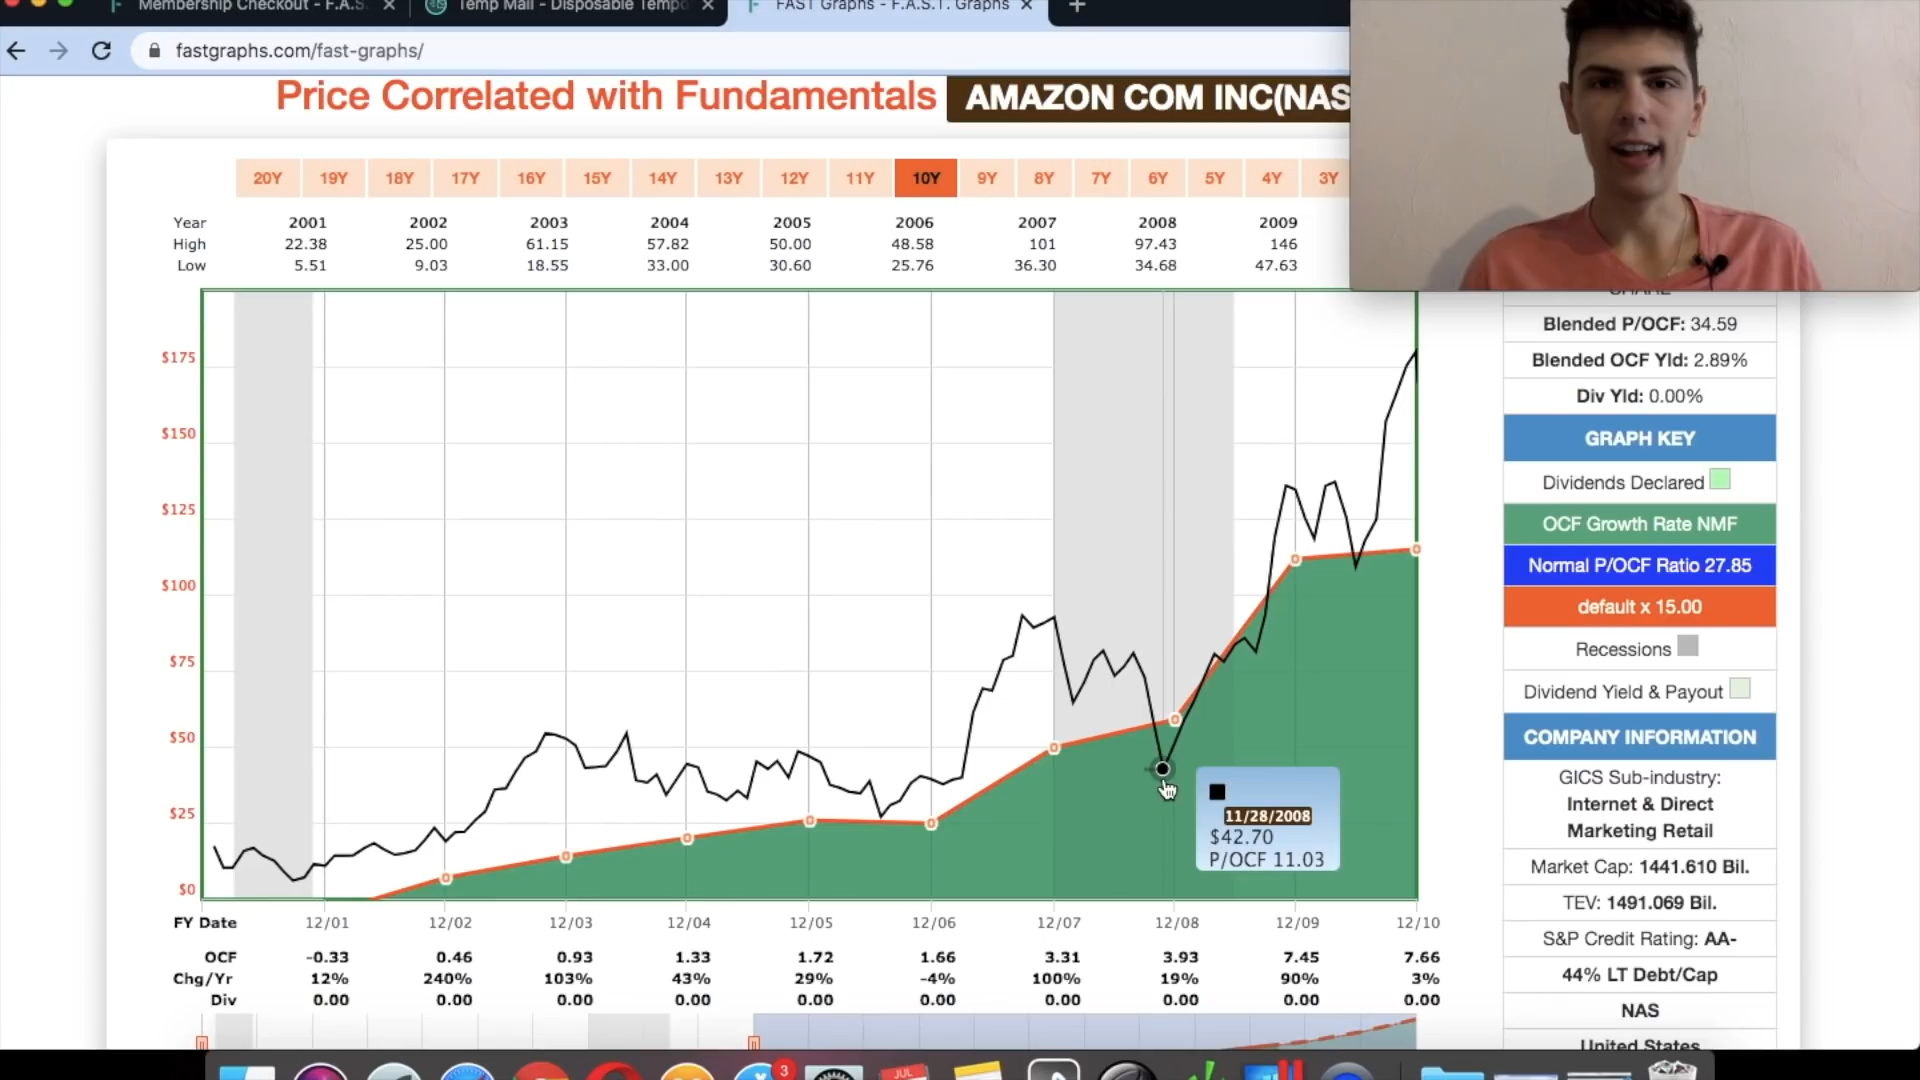 Membership Checkout - F.A.S.
Temp Mail - Disposable Tempo
FAST Graphs - F.A.S.T. Graphs
fastgraphs.com/fast-graphs/
Price Correlated with Fundamentals
AMAZON COM INC(NAS
20Y 19Y 18Y 17Y 16Y 15Y 14Y 13Y 12Y 11Y 10Y 9Y 8Y 7Y 6Y 5Y 4Y 3Y
Year 2001 2002 2003 2004 2005 2006 2007 2008 2009
High 22.38 25.00 61.15 57.82 50.00 48.58 101 97.43 146
Low 5.51 9.03 18.55 33.00 30.60 25.76 36.30 34.68 47.63
$175
$150
$125
$100
$75
$50
$25
$0
11/28/2008
$42.70
P/OCF 11.03
FY Date 12/01 12/02 12/03 12/04 12/05 12/06 12/07 12/08 12/09 12/10
OCF -0.33 0.46 0.93 1.33 1.72 1.66 3.31 3.93 7.45 7.66
Chg/Yr 12% 240% 103% 43% 29% -4% 100% 19% 90% 3%
Div 0.00 0.00 0.00 0.00 0.00 0.00 0.00 0.00 0.00 0.00
SHARE
Blended P/OCF: 34.59
Blended OCF Yld: 2.89%
Div Yld: 0.00%
GRAPH KEY
Dividends Declared
OCF Growth Rate NMF
Normal P/OCF Ratio 27.85
default x 15.00
Recessions
Dividend Yield & Payout
COMPANY INFORMATION
GICS Sub-industry:
Internet & Direct
Marketing Retail
Market Cap: 1441.610 Bil.
TEV: 1491.069 Bil.
S&P Credit Rating: AA-
44% LT Debt/Cap
NAS
United States
3
JUL